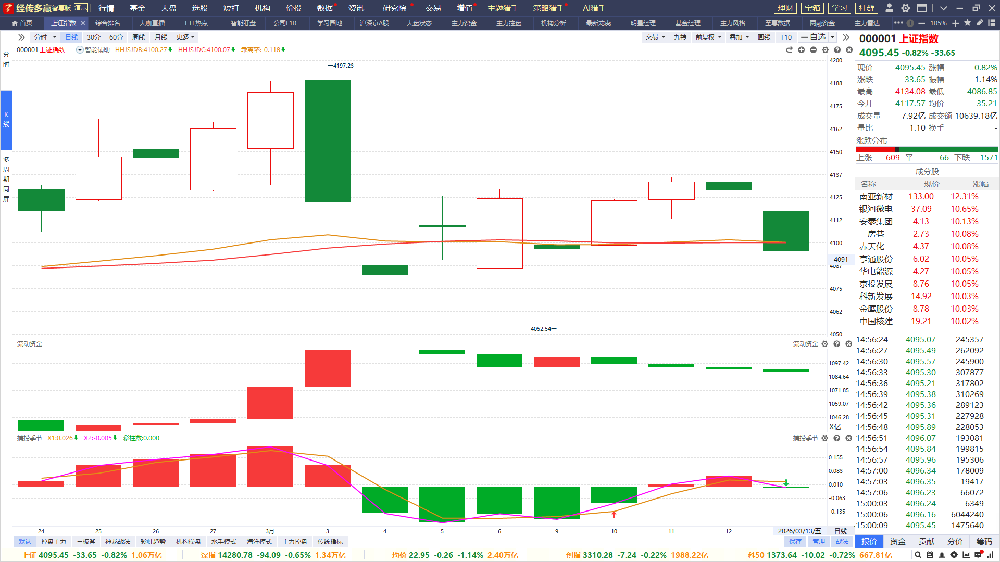 经传多赢 智尊版 演示 行情 基金 大盘 选股 短打 机构 价投 数据 资讯 研究院 交易 增值 主题猎手 策略猎手 AI猎手 理财 宝箱 学习 社群
首页 上证指数 综合排名 大咖直播 ETF热点 智能盯盘 公司F10 学习园地 沪深京A股 大盘状态 主力资金 主力控盘 机构分析 最新龙虎 明星经理 基金经理 主力风格 至尊数据 两融资金 主力雷达 105%
分时 日线 30分 60分 周线 月线 更多 交易 九转 前复权 叠加 画线 F10 自选
000001 上证指数 智能辅助 HHJSJDB:4100.27 HHJSJDC:4100.07 乖离率:-0.118
分时
K线
多周期同屏
4197.23
4052.54
4200
4188
4175
4162
4150
4137
4125
4112
4100
4091
4087
4075
4062
4050
流动资金 流动资金
1097.42
1084.64
1071.85
1059.07
1046.28
X亿
捕捞季节 X1:0.026 X2:-0.005 彩柱数:0.000 捕捞季节
0.155
0.083
0.010
-0.063
-0.135
24 25 26 27 3月 3 4 5 6 9 10 11 12 2026/03/13/五 日线
默认 控盘主力 三板斧 神龙战法 彩虹趋势 机构操盘 水手模式 海洋模式 主力控盘 传统指标 保存 管理 战法
000001 上证指数
4095.45 -0.82% -33.65
现价 4095.45 涨幅 -0.82%
涨跌 -33.65 振幅 1.14%
最高 4134.08 最低 4086.85
今开 4117.57 均价 35.21
成交量 7.92亿 成交额 10639.18亿
量比 1.10 换手 -
涨跌分布
上涨 609 平 66 下跌 1571
成分股
名称 现价 涨幅
南亚新材 133.00 12.31%
银河微电 37.09 10.65%
安泰集团 4.13 10.13%
三房巷 2.73 10.08%
赤天化 4.37 10.08%
亨通股份 6.02 10.05%
华电能源 4.27 10.05%
京投发展 8.76 10.05%
科新发展 14.92 10.03%
金鹰股份 8.78 10.03%
中国核建 19.21 10.02%
14:56:24 4095.07 245357
14:56:27 4095.49 262092
14:56:30 4095.57 245900
14:56:33 4095.30 307877
14:56:36 4095.21 317802
14:56:39 4095.38 310269
14:56:42 4095.36 289123
14:56:45 4095.31 227928
14:56:48 4095.89 228053
14:56:51 4096.07 193081
14:56:54 4095.84 199815
14:56:57 4095.96 195306
14:57:00 4096.34 178009
14:57:03 4096.35 19417
14:57:06 4096.23 66072
15:00:03 4096.24 6349
15:00:06 4096.16 6044240
15:00:09 4095.45 1475640
报价 资金 贡献 分价 筹码
上证 4095.45 -33.65 -0.82% 1.06万亿 深指 14280.78 -94.09 -0.65% 1.34万亿 均价 22.95 -0.26 -1.14% 2.40万亿 创指 3310.28 -7.24 -0.22% 1988.22亿 科50 1373.64 -10.02 -0.72% 667.81亿